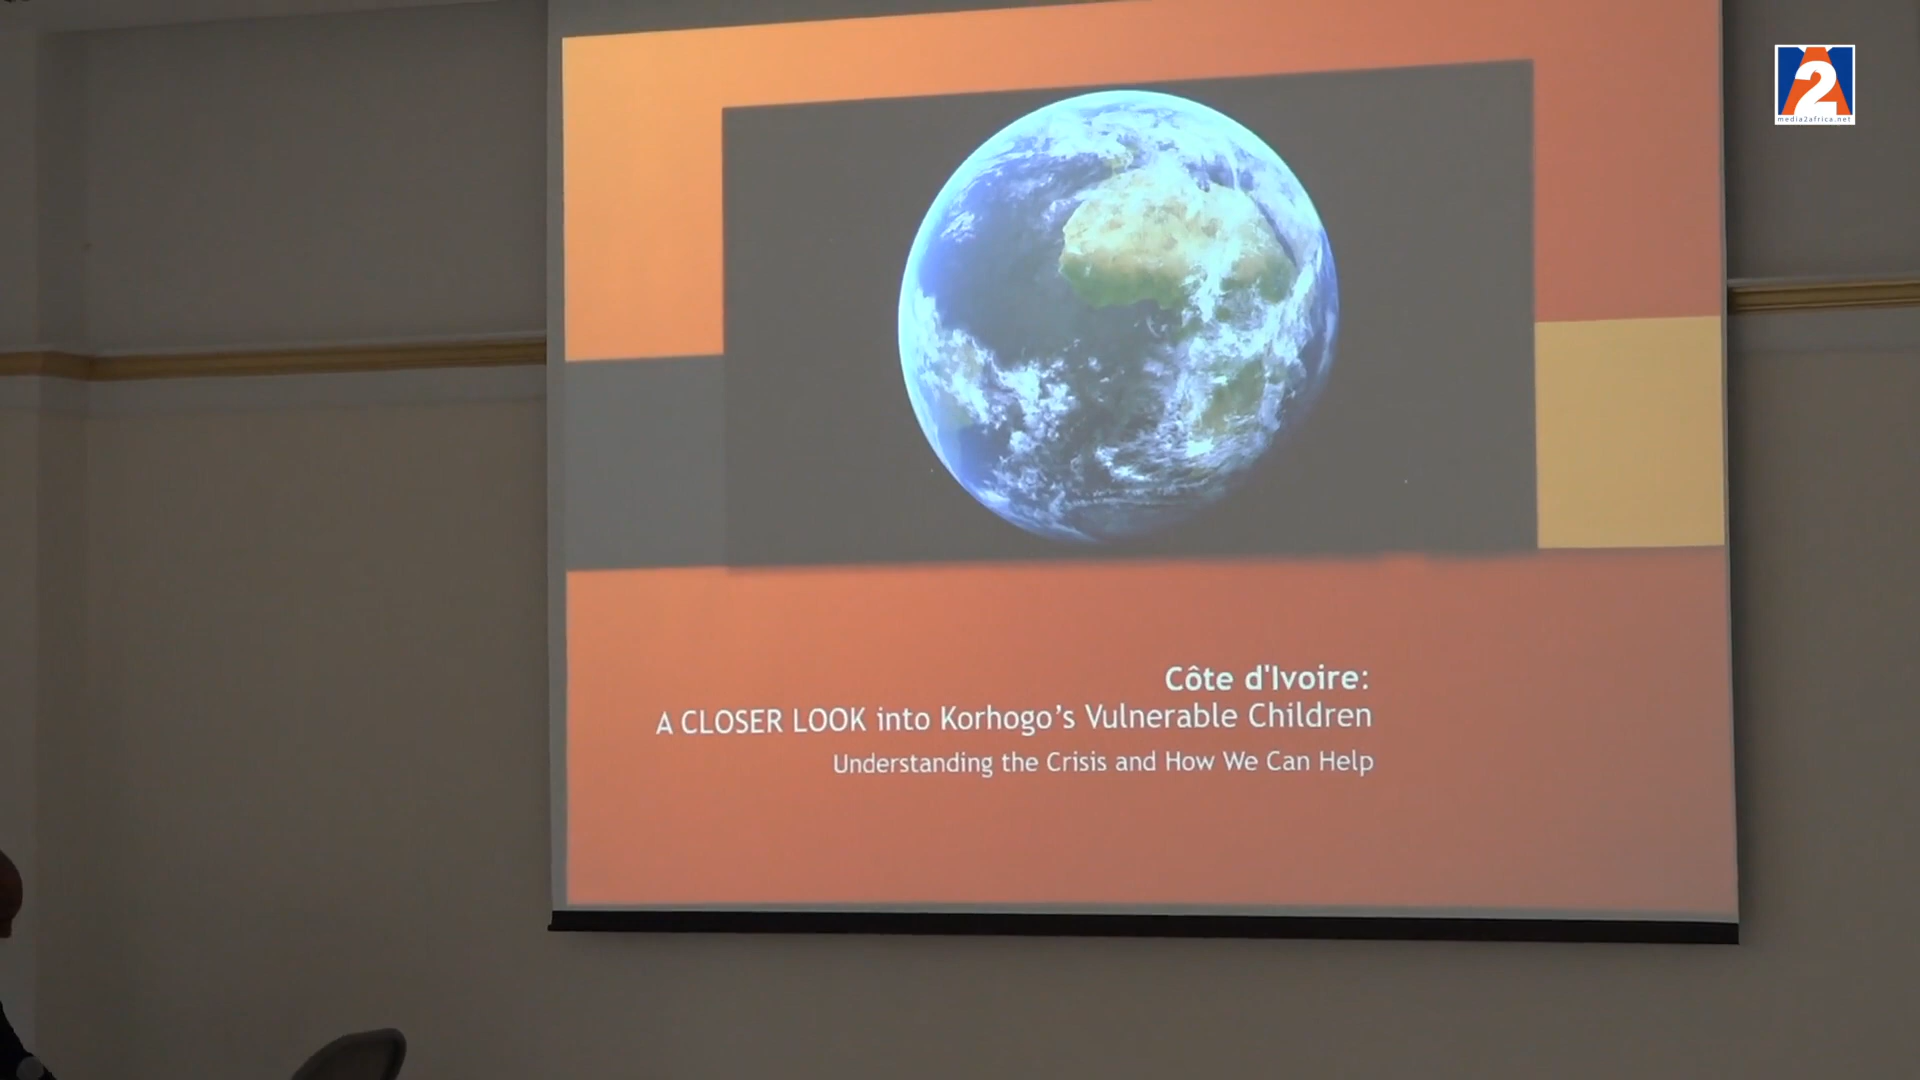 2
media2africa.net
Côte d'Ivoire:
A CLOSER LOOK into Korhogo’s Vulnerable Children
Understanding the Crisis and How We Can Help